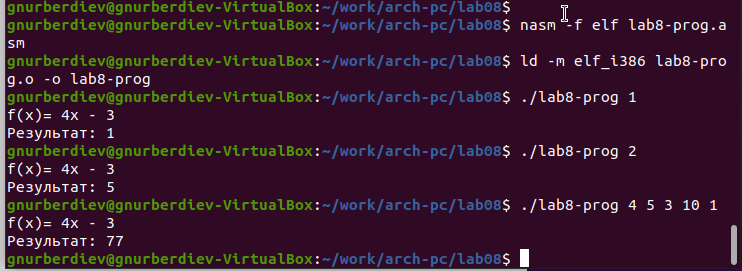 gnurberdiev@gnurberdiev-VirtualBox:~/work/arch-pc/lab08$
gnurberdiev@gnurberdiev-VirtualBox:~/work/arch-pc/lab08$ nasm -f elf lab8-prog.a
sm
gnurberdiev@gnurberdiev-VirtualBox:~/work/arch-pc/lab08$ ld -m elf_i386 lab8-pro
g.o -o lab8-prog
gnurberdiev@gnurberdiev-VirtualBox:~/work/arch-pc/lab08$ ./lab8-prog 1
f(x)= 4x - 3
Результат: 1
gnurberdiev@gnurberdiev-VirtualBox:~/work/arch-pc/lab08$ ./lab8-prog 2
f(x)= 4x - 3
Результат: 5
gnurberdiev@gnurberdiev-VirtualBox:~/work/arch-pc/lab08$ ./lab8-prog 4 5 3 10 1
f(x)= 4x - 3
Результат: 77
gnurberdiev@gnurberdiev-VirtualBox:~/work/arch-pc/lab08$